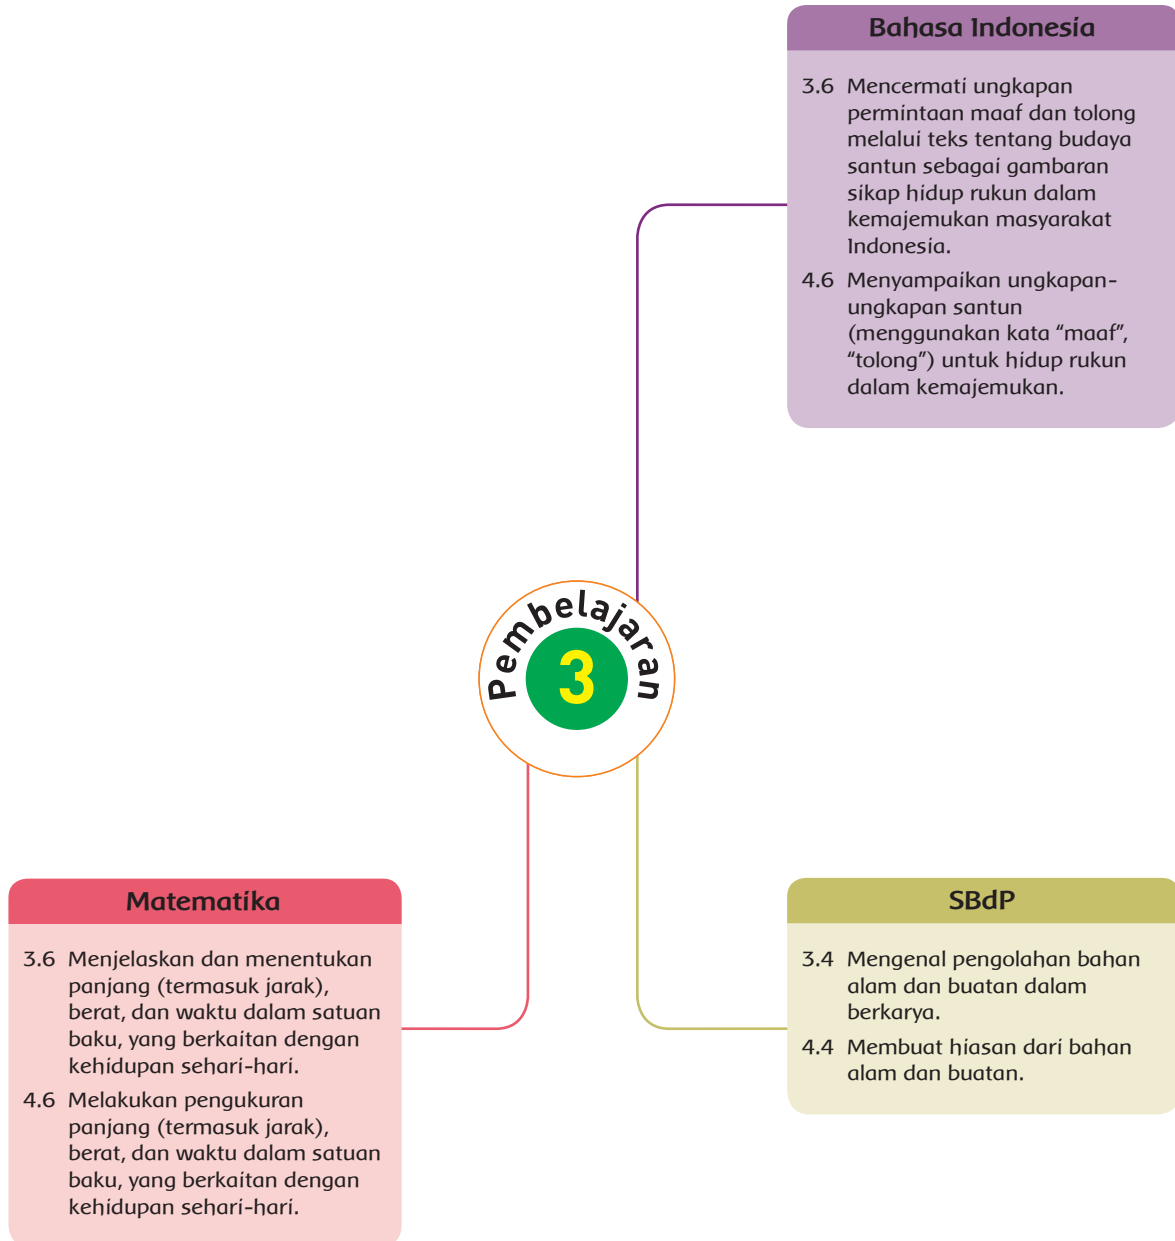 Bahasa Indonesia
3.6 Mencermati ungkapan
permintaan maaf dan tolong
melalui teks tentang budaya
santun sebagai gambaran
sikap hidup rukun dalam
kemajemukan masyarakat
Indonesia.
4.6 Menyampaikan ungkapan-
ungkapan santun
(menggunakan kata “maaf”,
“tolong”) untuk hidup rukun
dalam kemajemukan.
Pembelajaran
3
Matematika
3.6 Menjelaskan dan menentukan
panjang (termasuk jarak),
berat, dan waktu dalam satuan
baku, yang berkaitan dengan
kehidupan sehari-hari.
4.6 Melakukan pengukuran
panjang (termasuk jarak),
berat, dan waktu dalam satuan
baku, yang berkaitan dengan
kehidupan sehari-hari.
SBdP
3.4 Mengenal pengolahan bahan
alam dan buatan dalam
berkarya.
4.4 Membuat hiasan dari bahan
alam dan buatan.